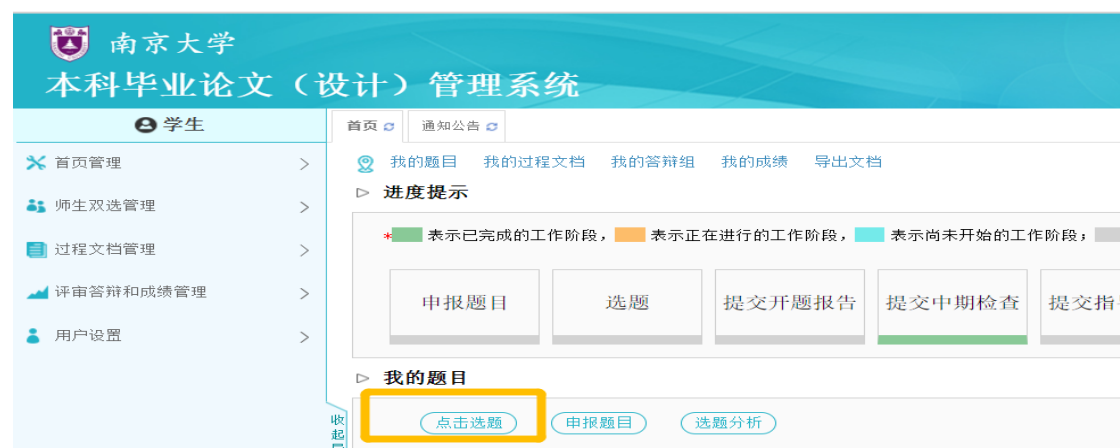 南京大学
本科毕业论文（设计）管理系统
学生
首页 通知公告
首页管理
我的题目 我的过程文档 我的答辩组 我的成绩 导出文档
进度提示
师生双选管理
* 表示已完成的工作阶段， 表示正在进行的工作阶段， 表示尚未开始的工作阶段；
过程文档管理
评审答辩和成绩管理
申报题目 选题 提交开题报告 提交中期检查 提交指
用户设置
我的题目
点击选题 申报题目 选题分析
收
起